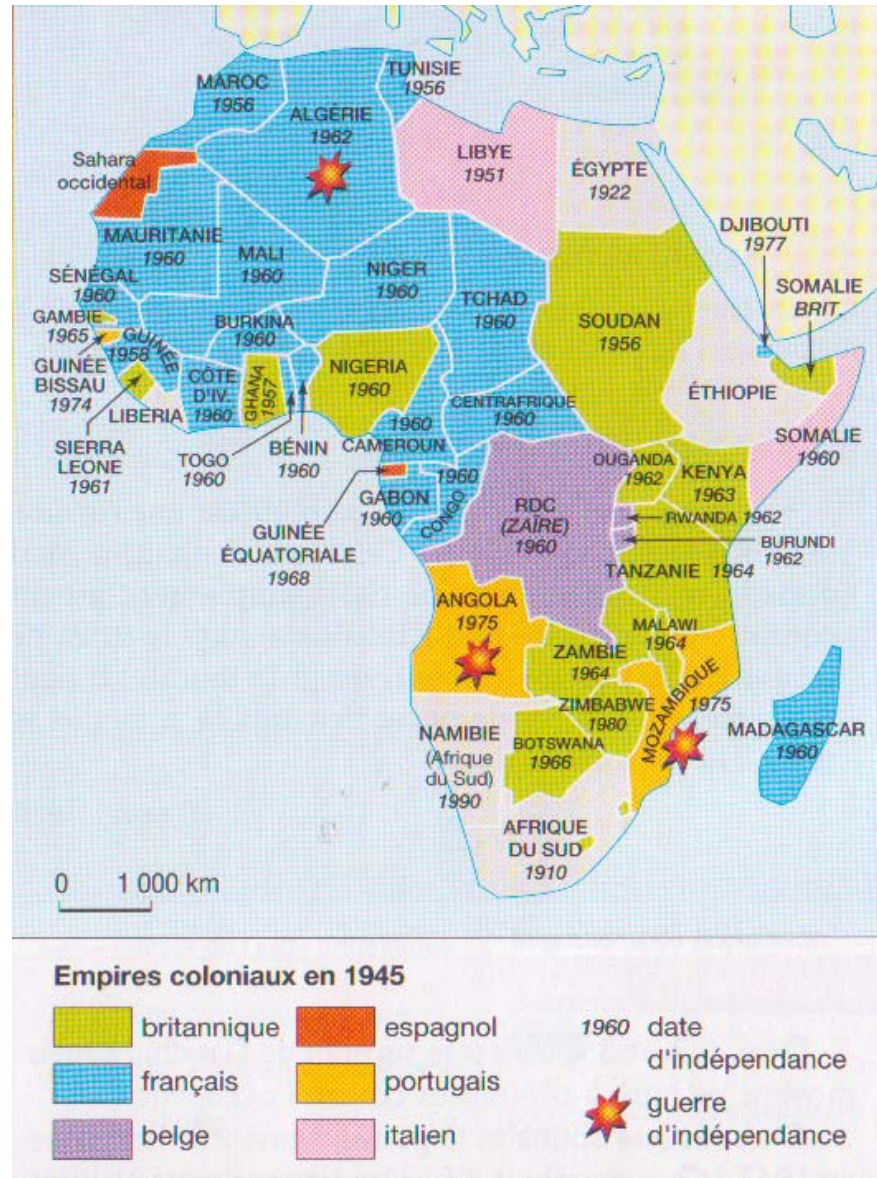 MAROC
1956
TUNISIE
1956
ALGÉRIE
1962
LIBYE
1951
ÉGYPTE
1922
Sahara
occidental
MAURITANIE
1960
MALI
1960
NIGER
1960
TCHAD
1960
SOUDAN
1956
DJIBOUTI
1977
SOMALIE
BRIT.
SÉNÉGAL
1960
GAMBIE
1965
GUINÉE
1958
GUINÉE
BISSAU
1974
SIERRA
LEONE
1961
LIBERIA
CÔTE
D'IV.
1960
BURKINA
1960
GHANA
1957
TOGO
1960
BÉNIN
1960
NIGERIA
1960
1960
CAMEROUN
CENTRAFRIQUE
1960
ÉTHIOPIE
SOMALIE
1960
GUINÉE
ÉQUATORIALE
1968
GABON
1960
1960
CONGO
RDC
(ZAÏRE)
1960
OUGANDA
1962
KENYA
1963
RWANDA 1962
BURUNDI
1962
TANZANIE 1964
ANGOLA
1975
ZAMBIE
1964
MALAWI
1964
MOZAMBIQUE
1975
ZIMBABWE
1980
MADAGASCAR
1960
NAMIBIE
(Afrique
du Sud)
1990
BOTSWANA
1966
AFRIQUE
DU SUD
1910
0 1 000 km
Empires coloniaux en 1945
britannique
français
belge
espagnol
portugais
italien
1960 date
d'indépendance
guerre
d'indépendance